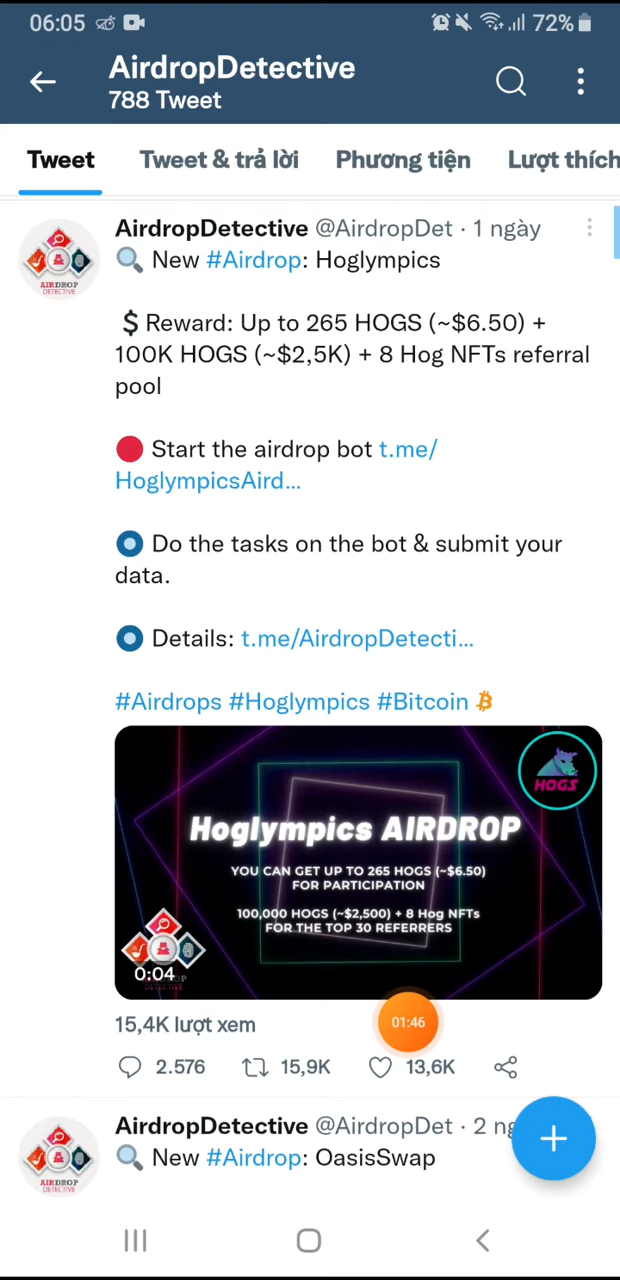 06:05
72%
AirdropDetective
788 Tweet
Tweet
Tweet & trả lời
Phương tiện
Lượt thích
AirdropDetective @AirdropDet · 1 ngày
New #Airdrop: Hoglympics
$ Reward: Up to 265 HOGS (~$6.50) +
100K HOGS (~$2,5K) + 8 Hog NFTs referral
pool
Start the airdrop bot t.me/
HoglympicsAird...
Do the tasks on the bot & submit your
data.
Details: t.me/AirdropDetecti...
#Airdrops #Hoglympics #Bitcoin ₿
HOGS
Hoglympics AIRDROP
YOU CAN GET UP TO 265 HOGS (~$6.50)
FOR PARTICIPATION
100,000 HOGS (~$2,500) + 8 Hog NFTs
FOR THE TOP 30 REFERRERS
0:04
15,4K lượt xem
01:46
2.576
15,9K
13,6K
AirdropDetective @AirdropDet · 2 ng
New #Airdrop: OasisSwap
AIRDROP
DETECTIVE
AIRDROP
DETECTIVE